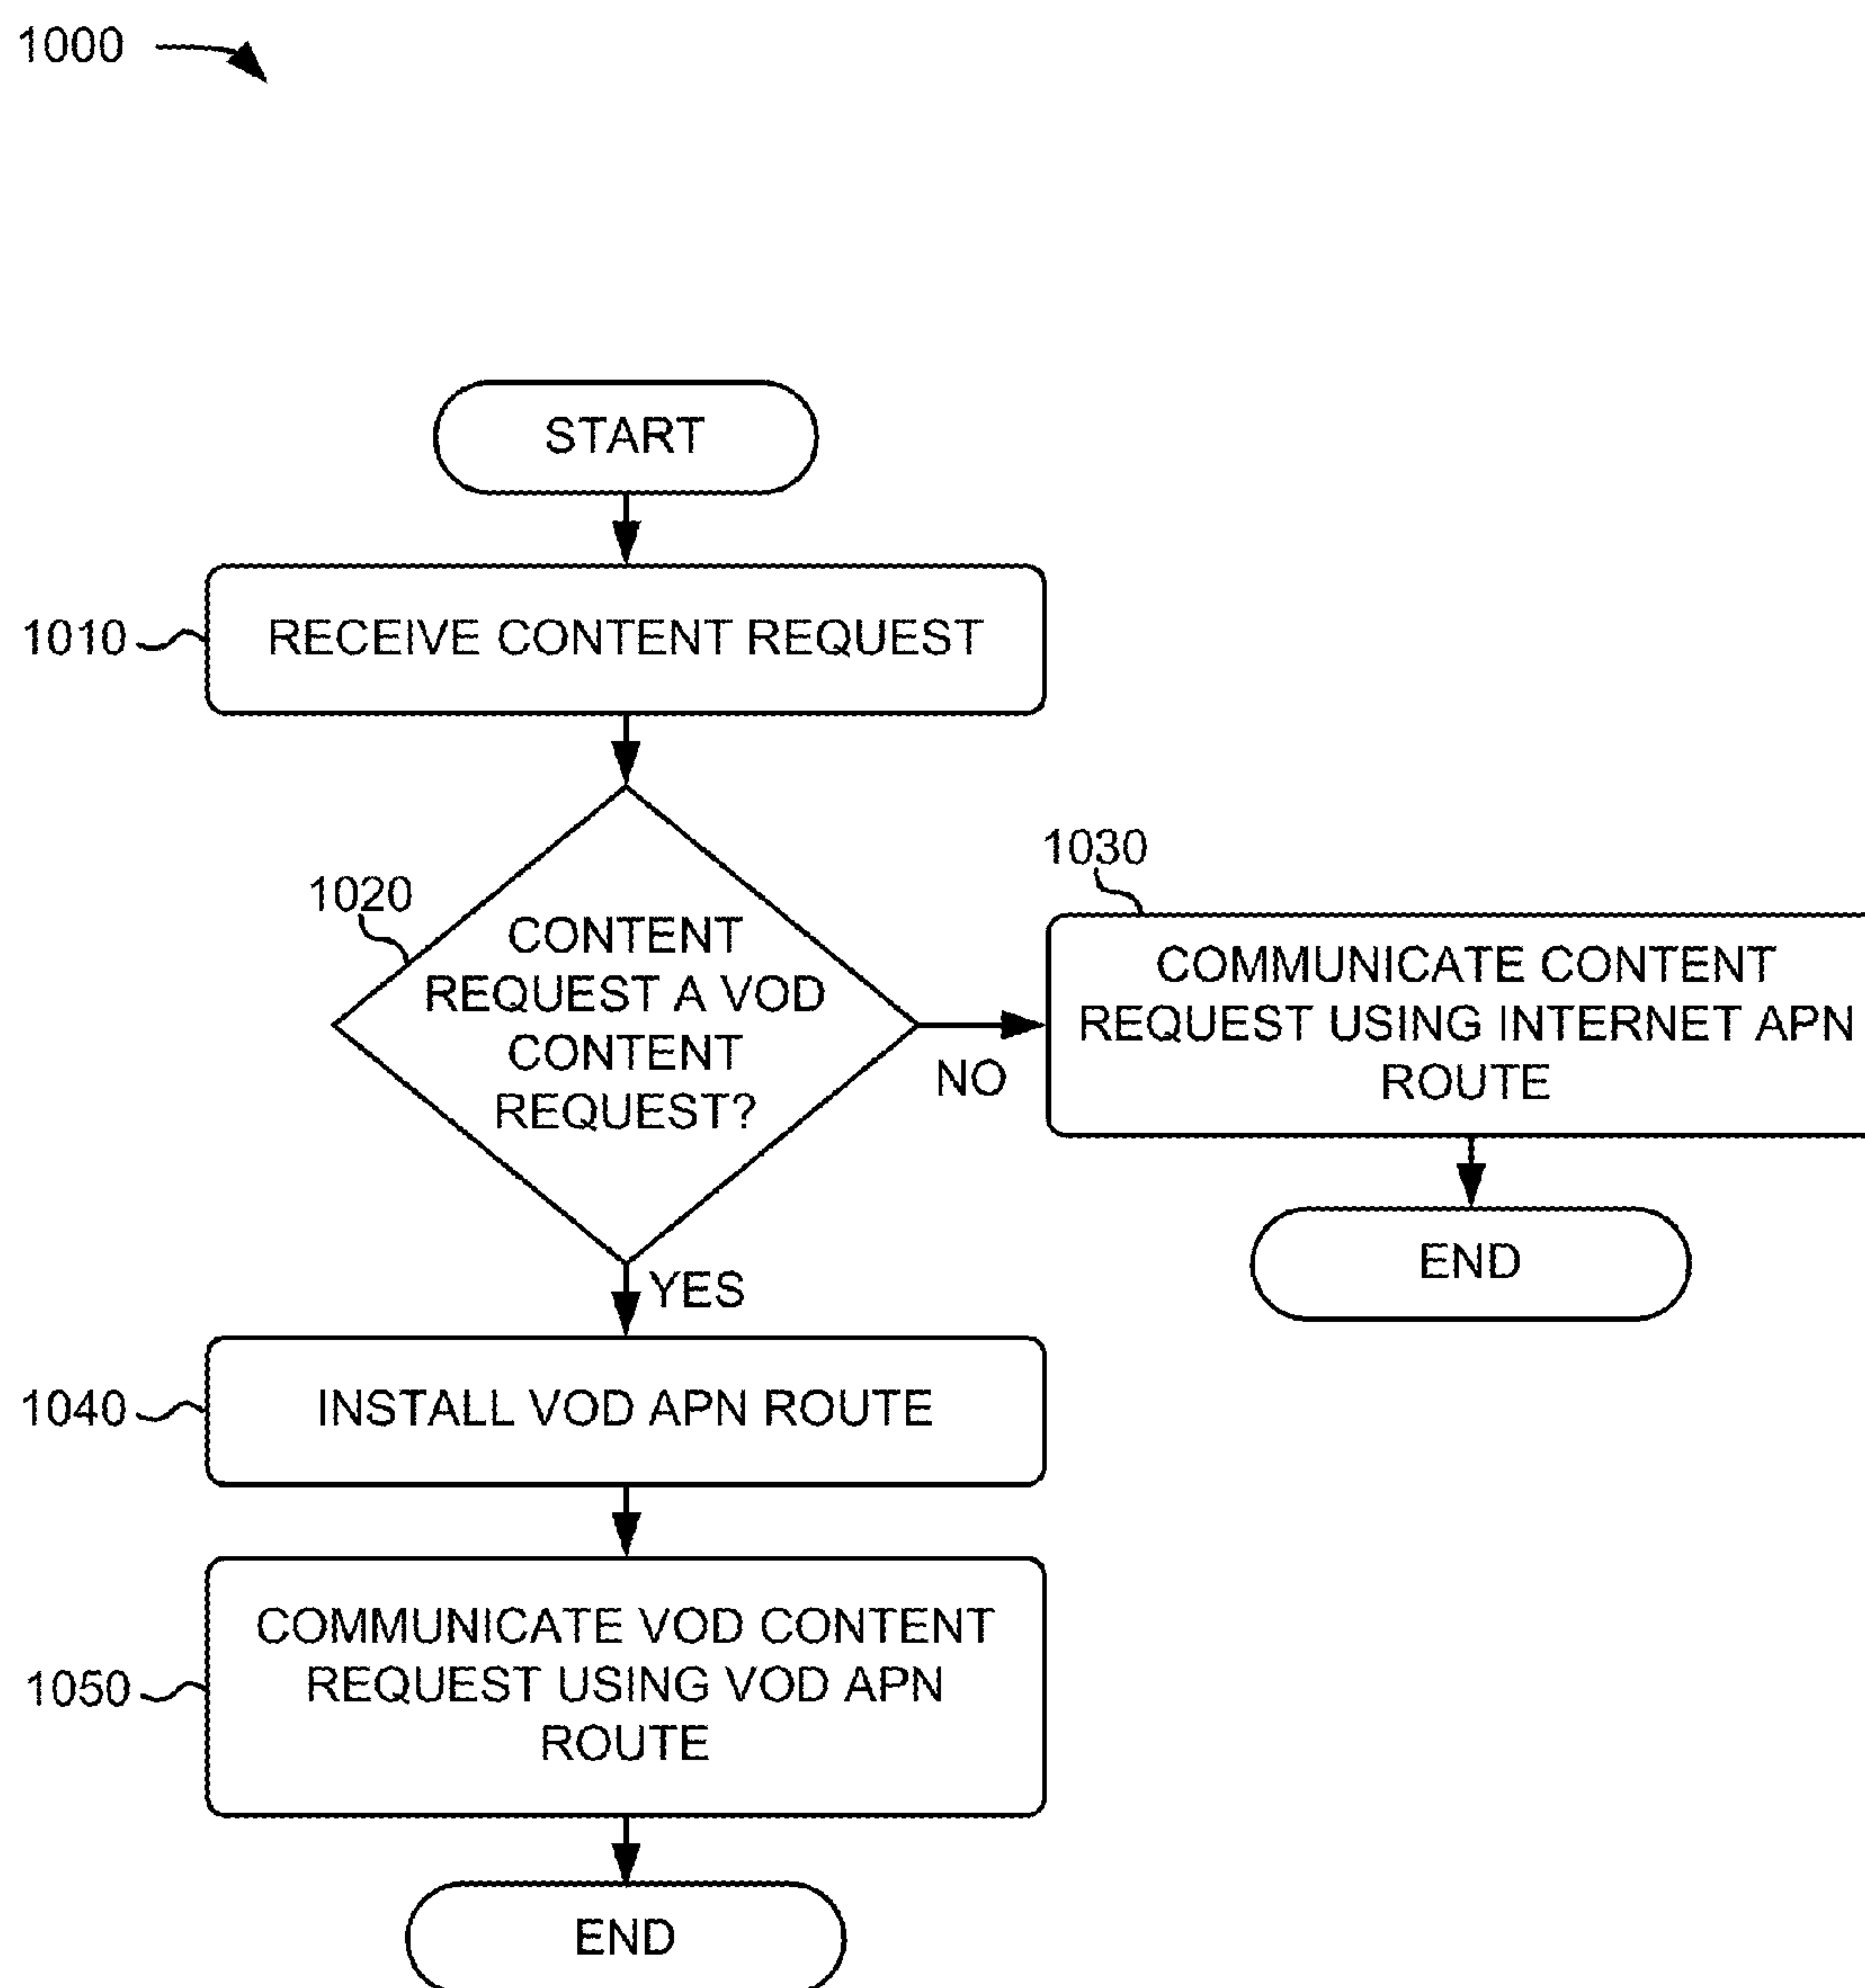 1000
START
1010
RECEIVE CONTENT REQUEST
1020
CONTENT
REQUEST A VOD
CONTENT
REQUEST?
NO
1030
COMMUNICATE CONTENT
REQUEST USING INTERNET APN
ROUTE
END
YES
1040
INSTALL VOD APN ROUTE
1050
COMMUNICATE VOD CONTENT
REQUEST USING VOD APN
ROUTE
END